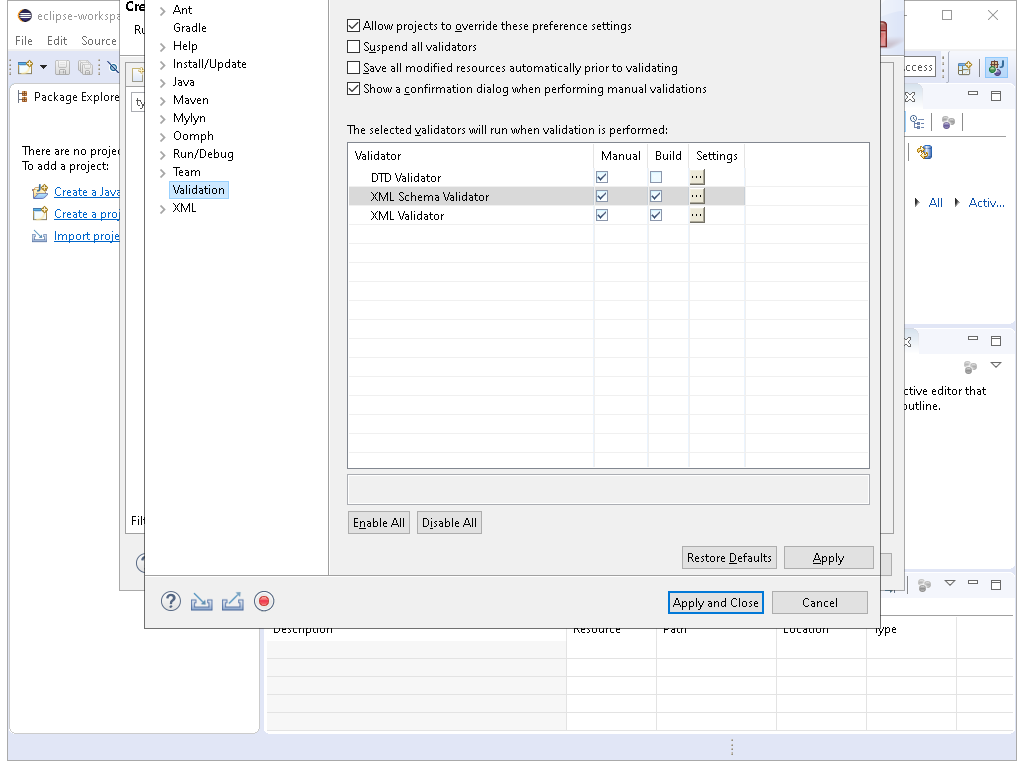 eclipse-workspa
File Edit Source
Package Explore
There are no projec
To add a project:
Create a Java
Create a proj
Import proje
Cre
Ru
ty
Filt
Ant
Gradle
Help
Install/Update
Java
Maven
Mylyn
Oomph
Run/Debug
Team
Validation
XML
Allow projects to override these preference settings
Suspend all validators
Save all modified resources automatically prior to validating
Show a confirmation dialog when performing manual validations
The selected validators will run when validation is performed:
Validator Manual Build Settings
DTD Validator ...
XML Schema Validator ...
XML Validator ...
Enable All Disable All
Restore Defaults Apply
Apply and Close Cancel
ccess
All Activ...
ctive editor that
outline.
Description Resource Path Location Type